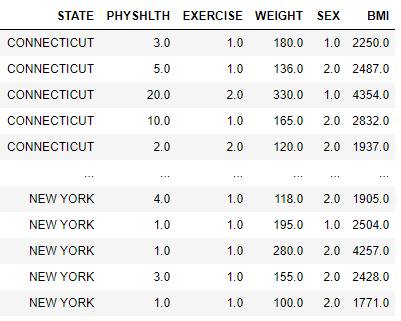 STATE PHYSHLTH EXERCISE WEIGHT SEX BMI
CONNECTICUT 3.0 1.0 180.0 1.0 2250.0
CONNECTICUT 5.0 1.0 136.0 2.0 2487.0
CONNECTICUT 20.0 2.0 330.0 1.0 4354.0
CONNECTICUT 10.0 1.0 165.0 2.0 2832.0
CONNECTICUT 2.0 2.0 120.0 2.0 1937.0
... ... ... ... ... ...
NEW YORK 4.0 1.0 118.0 2.0 1905.0
NEW YORK 1.0 1.0 195.0 1.0 2504.0
NEW YORK 1.0 1.0 280.0 2.0 4257.0
NEW YORK 3.0 1.0 155.0 2.0 2428.0
NEW YORK 1.0 1.0 100.0 2.0 1771.0